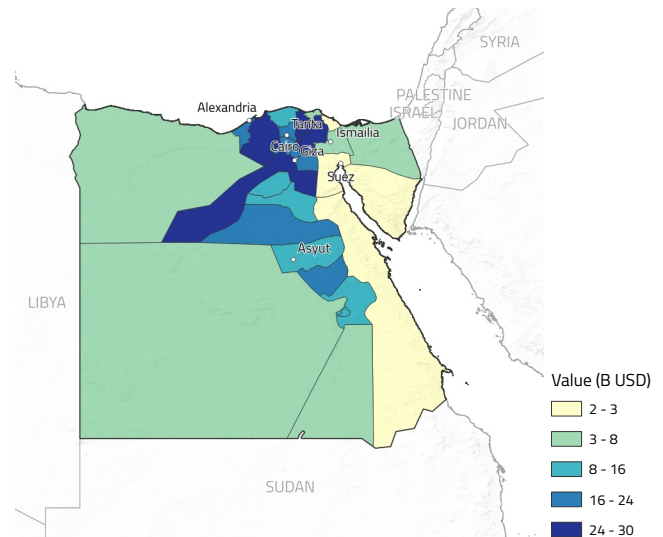 SYRIA
PALESTINE
ISRAEL
JORDAN
Alexandria
Tanta
Ismailia
Cairo
Giza
Suez
Asyut
LIBYA
SUDAN
Value (B USD)
2 - 3
3 - 8
8 - 16
16 - 24
24 - 30